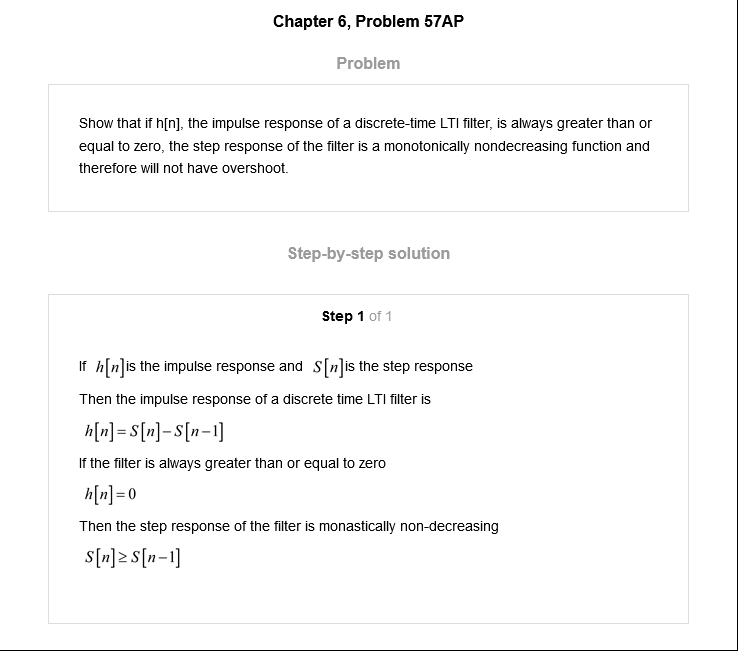 Chapter 6, Problem 57AP
Problem
Show that if h[n], the impulse response of a discrete-time LTI filter, is always greater than or
equal to zero, the step response of the filter is a monotonically nondecreasing function and
therefore will not have overshoot.
Step-by-step solution
Step 1 of 1
If h[n]is the impulse response and S[n]is the step response
Then the impulse response of a discrete time LTI filter is
h[n]=S[n]−S[n−1]
If the filter is always greater than or equal to zero
h[n]=0
Then the step response of the filter is monastically non-decreasing
S[n]≥S[n−1]